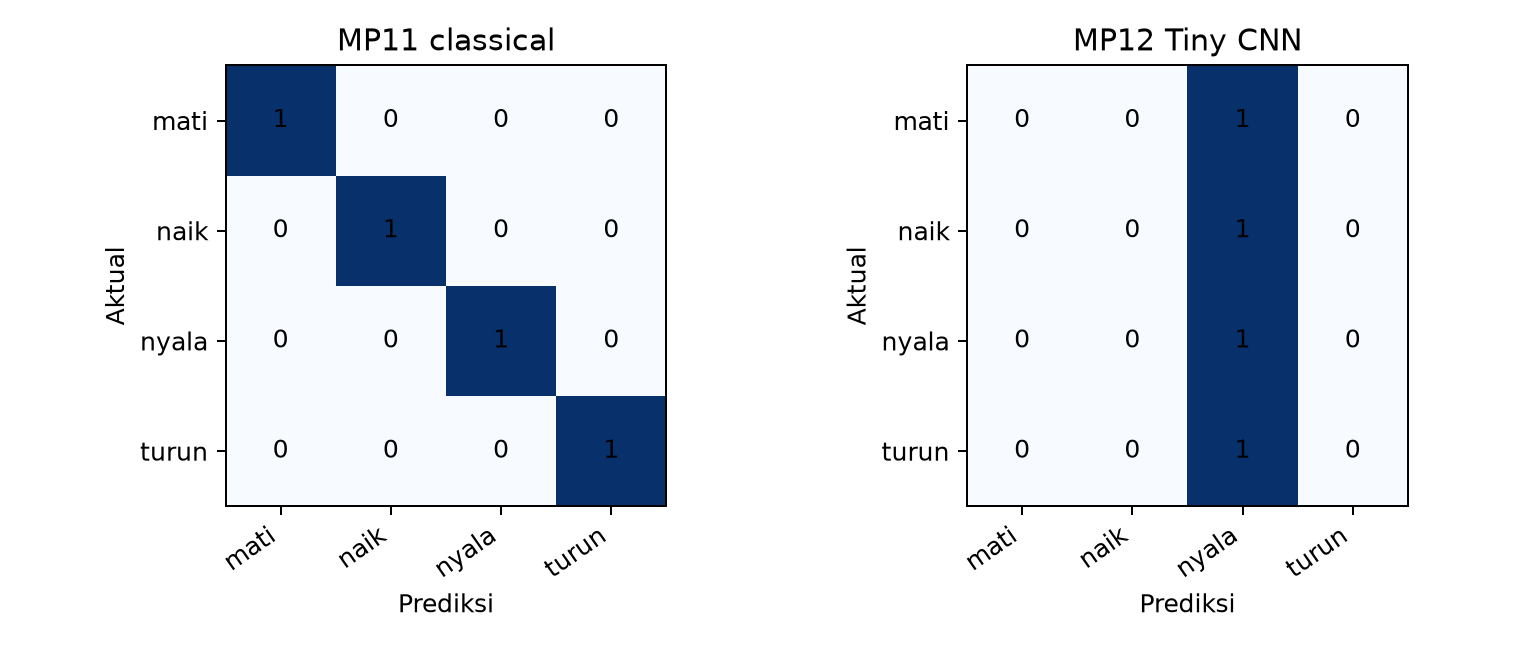 MP11 classical
mati 1 0 0 0
naik 0 1 0 0
nyala 0 0 1 0
turun 0 0 0 1
Aktual
mati naik nyala turun
Prediksi
MP12 Tiny CNN
mati 0 0 1 0
naik 0 0 1 0
nyala 0 0 1 0
turun 0 0 1 0
Aktual
mati naik nyala turun
Prediksi